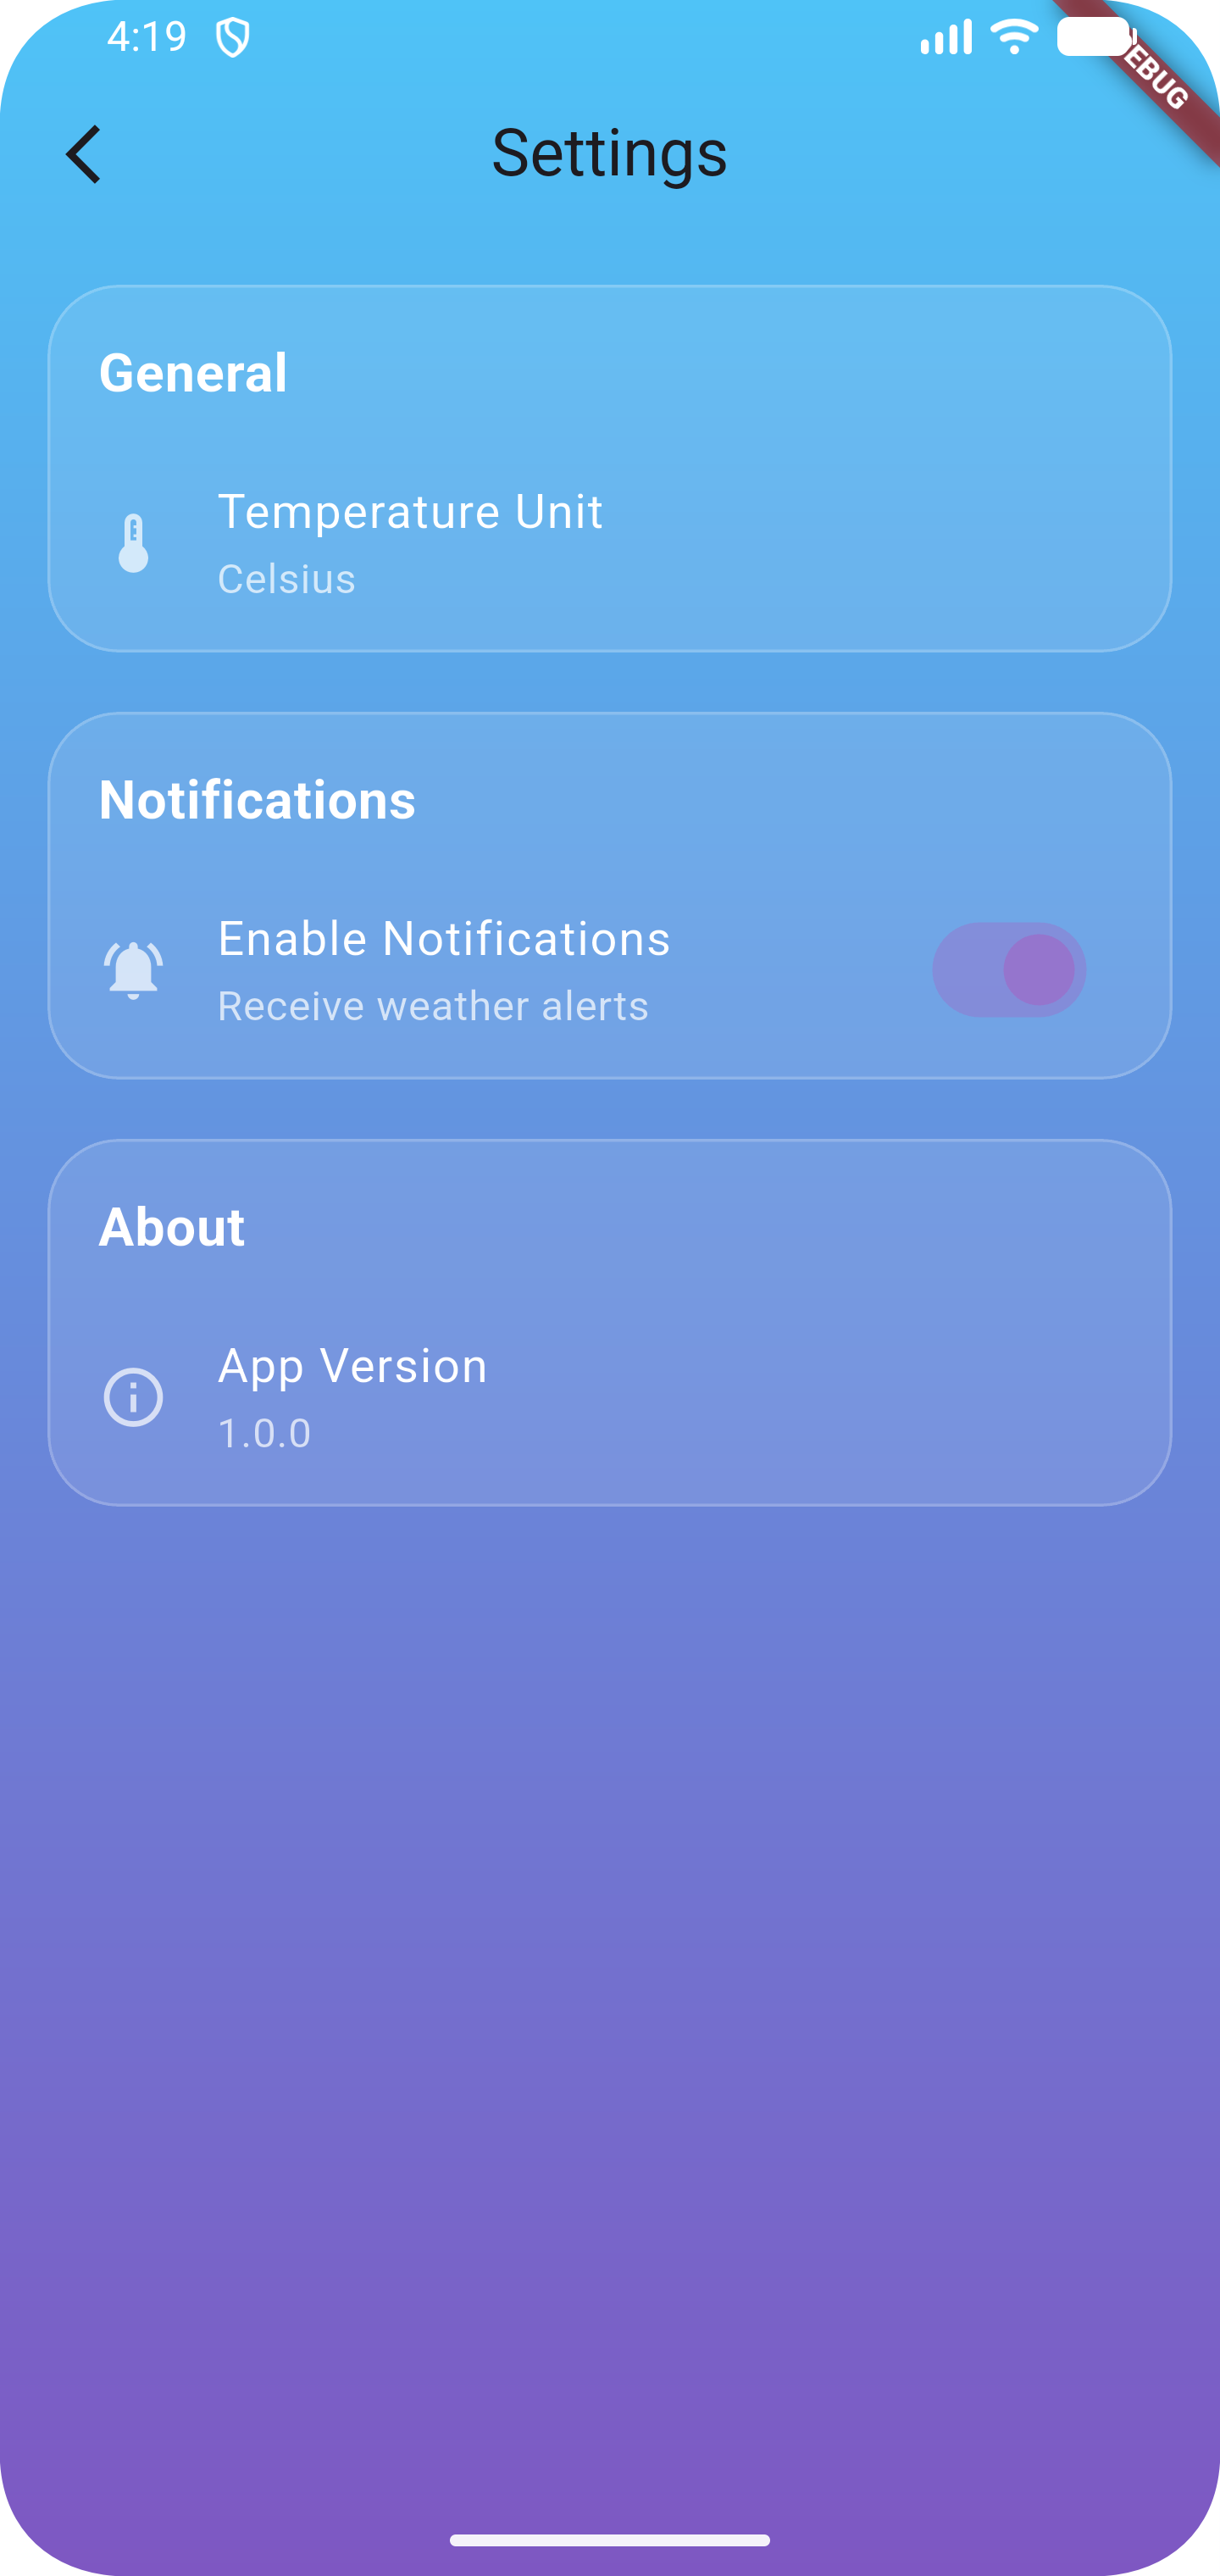 4:19
EBUG
Settings
General
Temperature Unit
Celsius
Notifications
Enable Notifications
Receive weather alerts
About
App Version
1.0.0